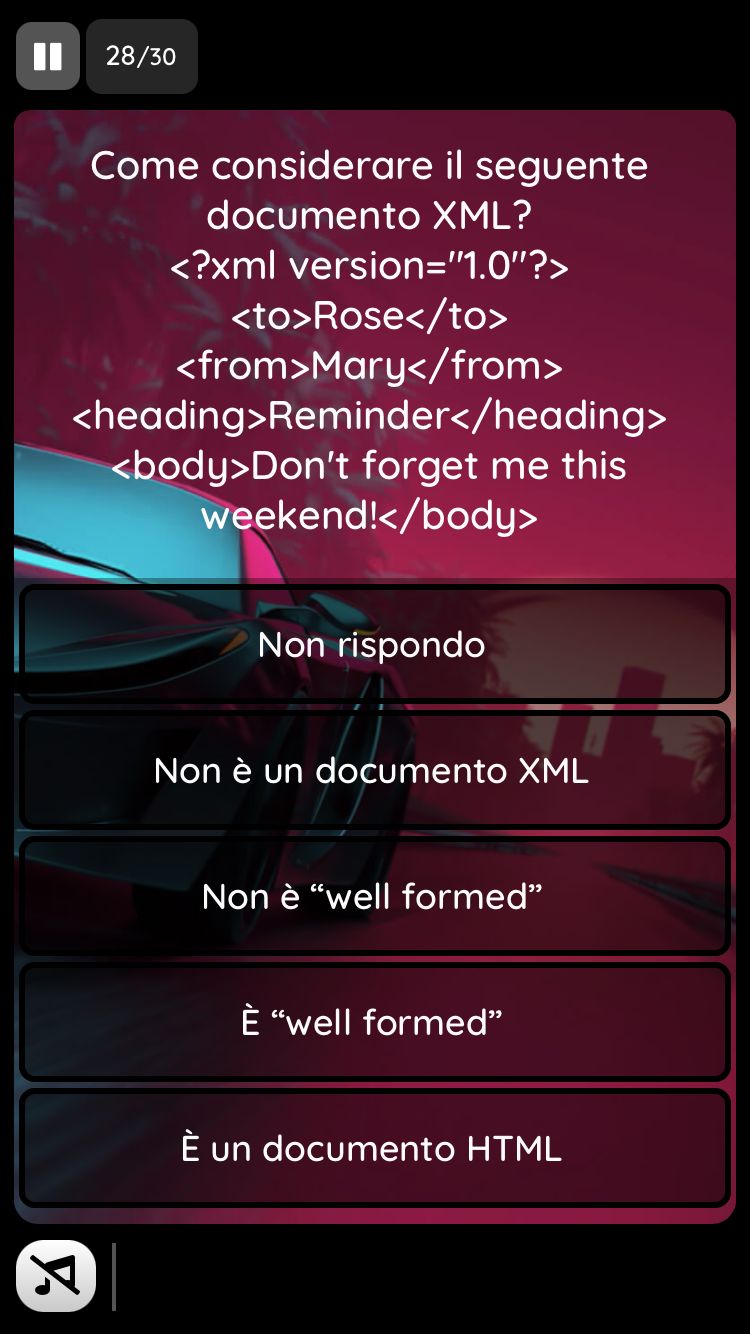 28/30
Come considerare il seguente
documento XML?
<?xml version="1.0"?>
<to>Rose</to>
<from>Mary</from>
<heading>Reminder</heading>
<body>Don't forget me this
weekend!</body>
Non rispondo
Non è un documento XML
Non è “well formed”
È “well formed”
È un documento HTML